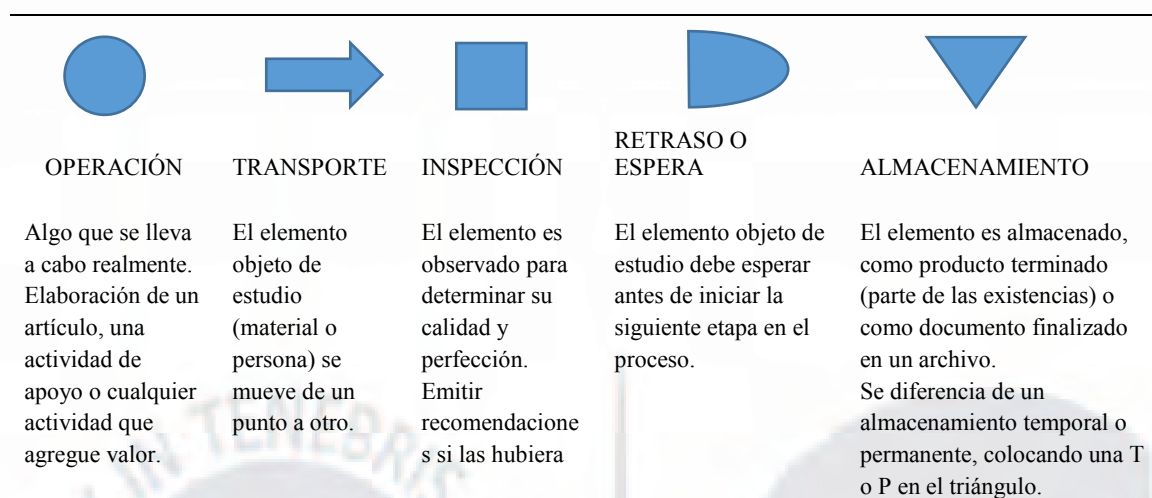 OPERACIÓN
TRANSPORTE
INSPECCIÓN
RETRASO O
ESPERA
ALMACENAMIENTO
Algo que se lleva
a cabo realmente.
Elaboración de un
artículo, una
actividad de
apoyo o cualquier
actividad que
agregue valor.
El elemento
objeto de
estudio
(material o
persona) se
mueve de un
punto a otro.
El elemento es
observado para
determinar su
calidad y
perfección.
Emitir
recomendacione
s si las hubiera
El elemento objeto de
estudio debe esperar
antes de iniciar la
siguiente etapa en el
proceso.
El elemento es almacenado,
como producto terminado
(parte de las existencias) o
como documento finalizado
en un archivo.
Se diferencia de un
almacenamiento temporal o
permanente, colocando una T
o P en el triángulo.
IN TENEBRIS